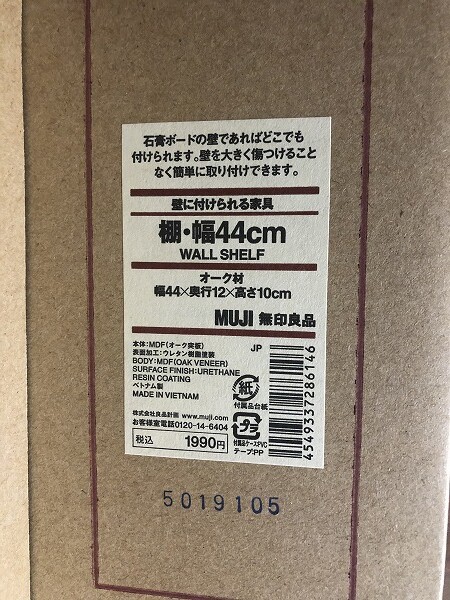 石膏ボードの壁であればどこでも
付けられます。壁を大きく傷つけること
なく簡単に取り付けできます。
壁に付けられる家具
棚・幅44cm
WALL SHELF
オーク材
幅44×奥行12×高さ10cm
MUJI 無印良品
本体:MDF(オーク突板)
表面加工:ウレタン樹脂塗装
BODY:MDF(OAK VENEER)
SURFACE FINISH:URETHANE
RESIN COATING
ベトナム製
MADE IN VIETNAM
株式会社良品計画 www.muji.com
お客様室電話0120-14-6404
税込 1990円
JP
紙
付属品台紙
プラ
付属品ケースPVC
テープ:PP
4549337286146
5019105